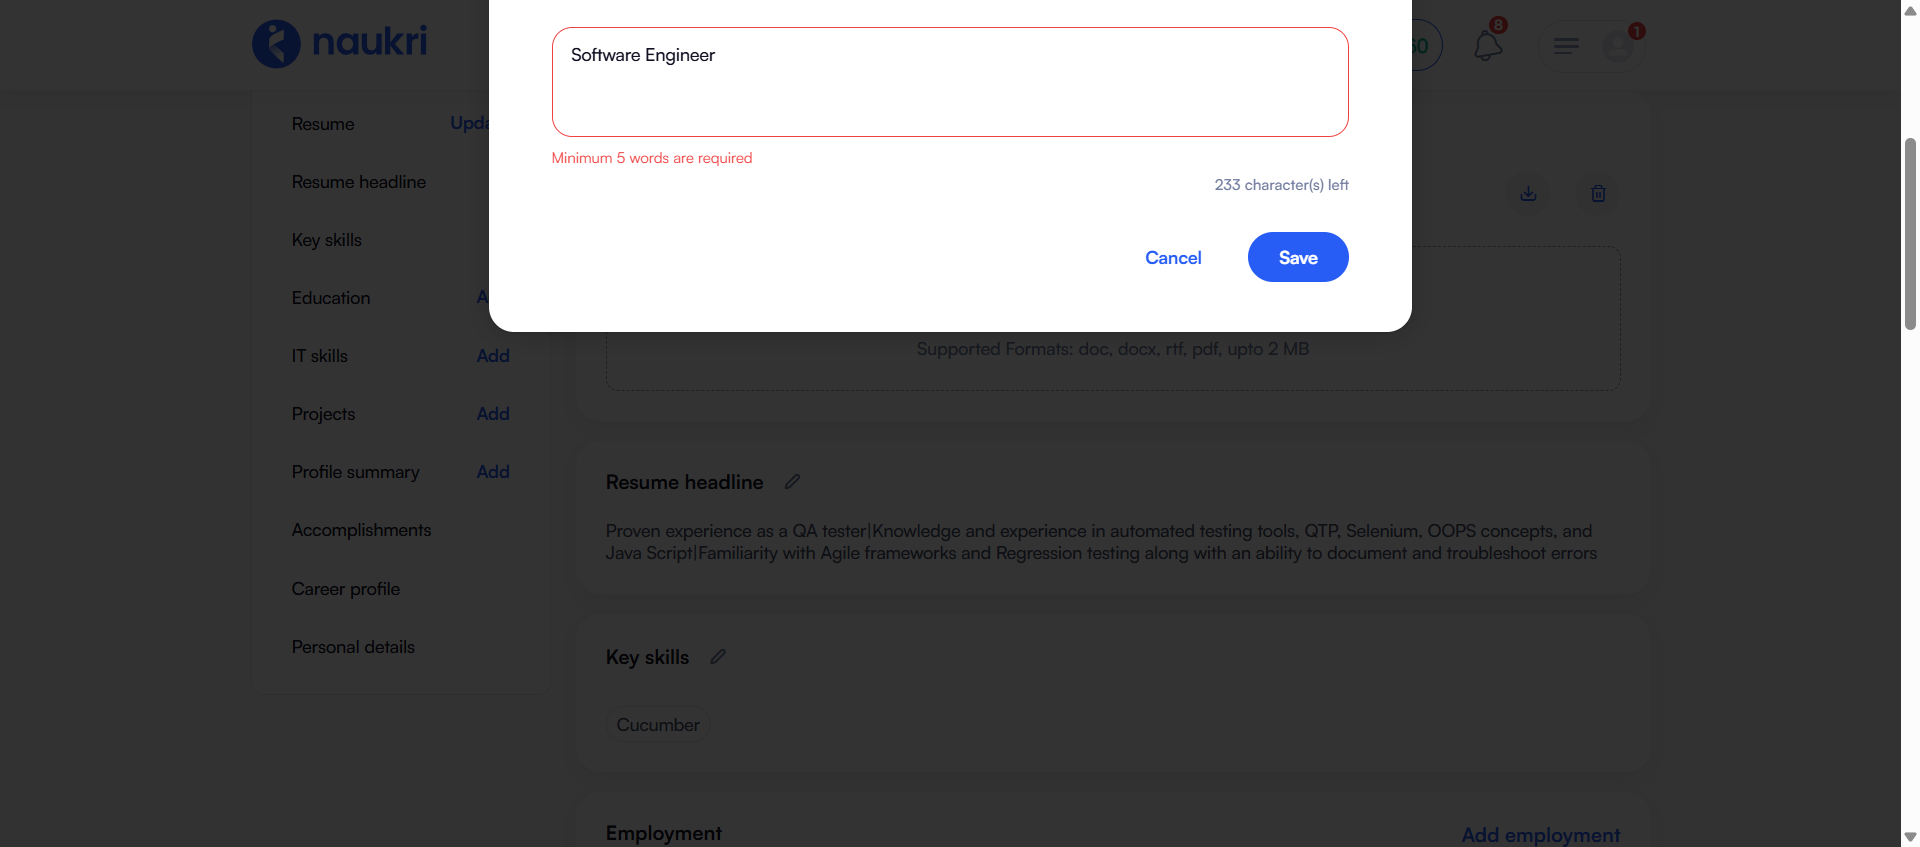 naukri
Software Engineer
8
1
Resume
Minimum 5 words are required
233 character(s) left
Resume headline
Key skills
Cancel
Save
Education
IT skills
Add
Supported Formats: doc, docx, rtf, pdf, upto 2 MB
Projects
Add
Profile summary
Add
Resume headline
Accomplishments
Proven experience as a QA tester|Knowledge and experience in automated testing tools, QTP, Selenium, OOPS concepts, and
Java Script|Familiarity with Agile frameworks and Regression testing along with an ability to document and troubleshoot errors
Career profile
Personal details
Key skills
Cucumber
Employment
Add employment